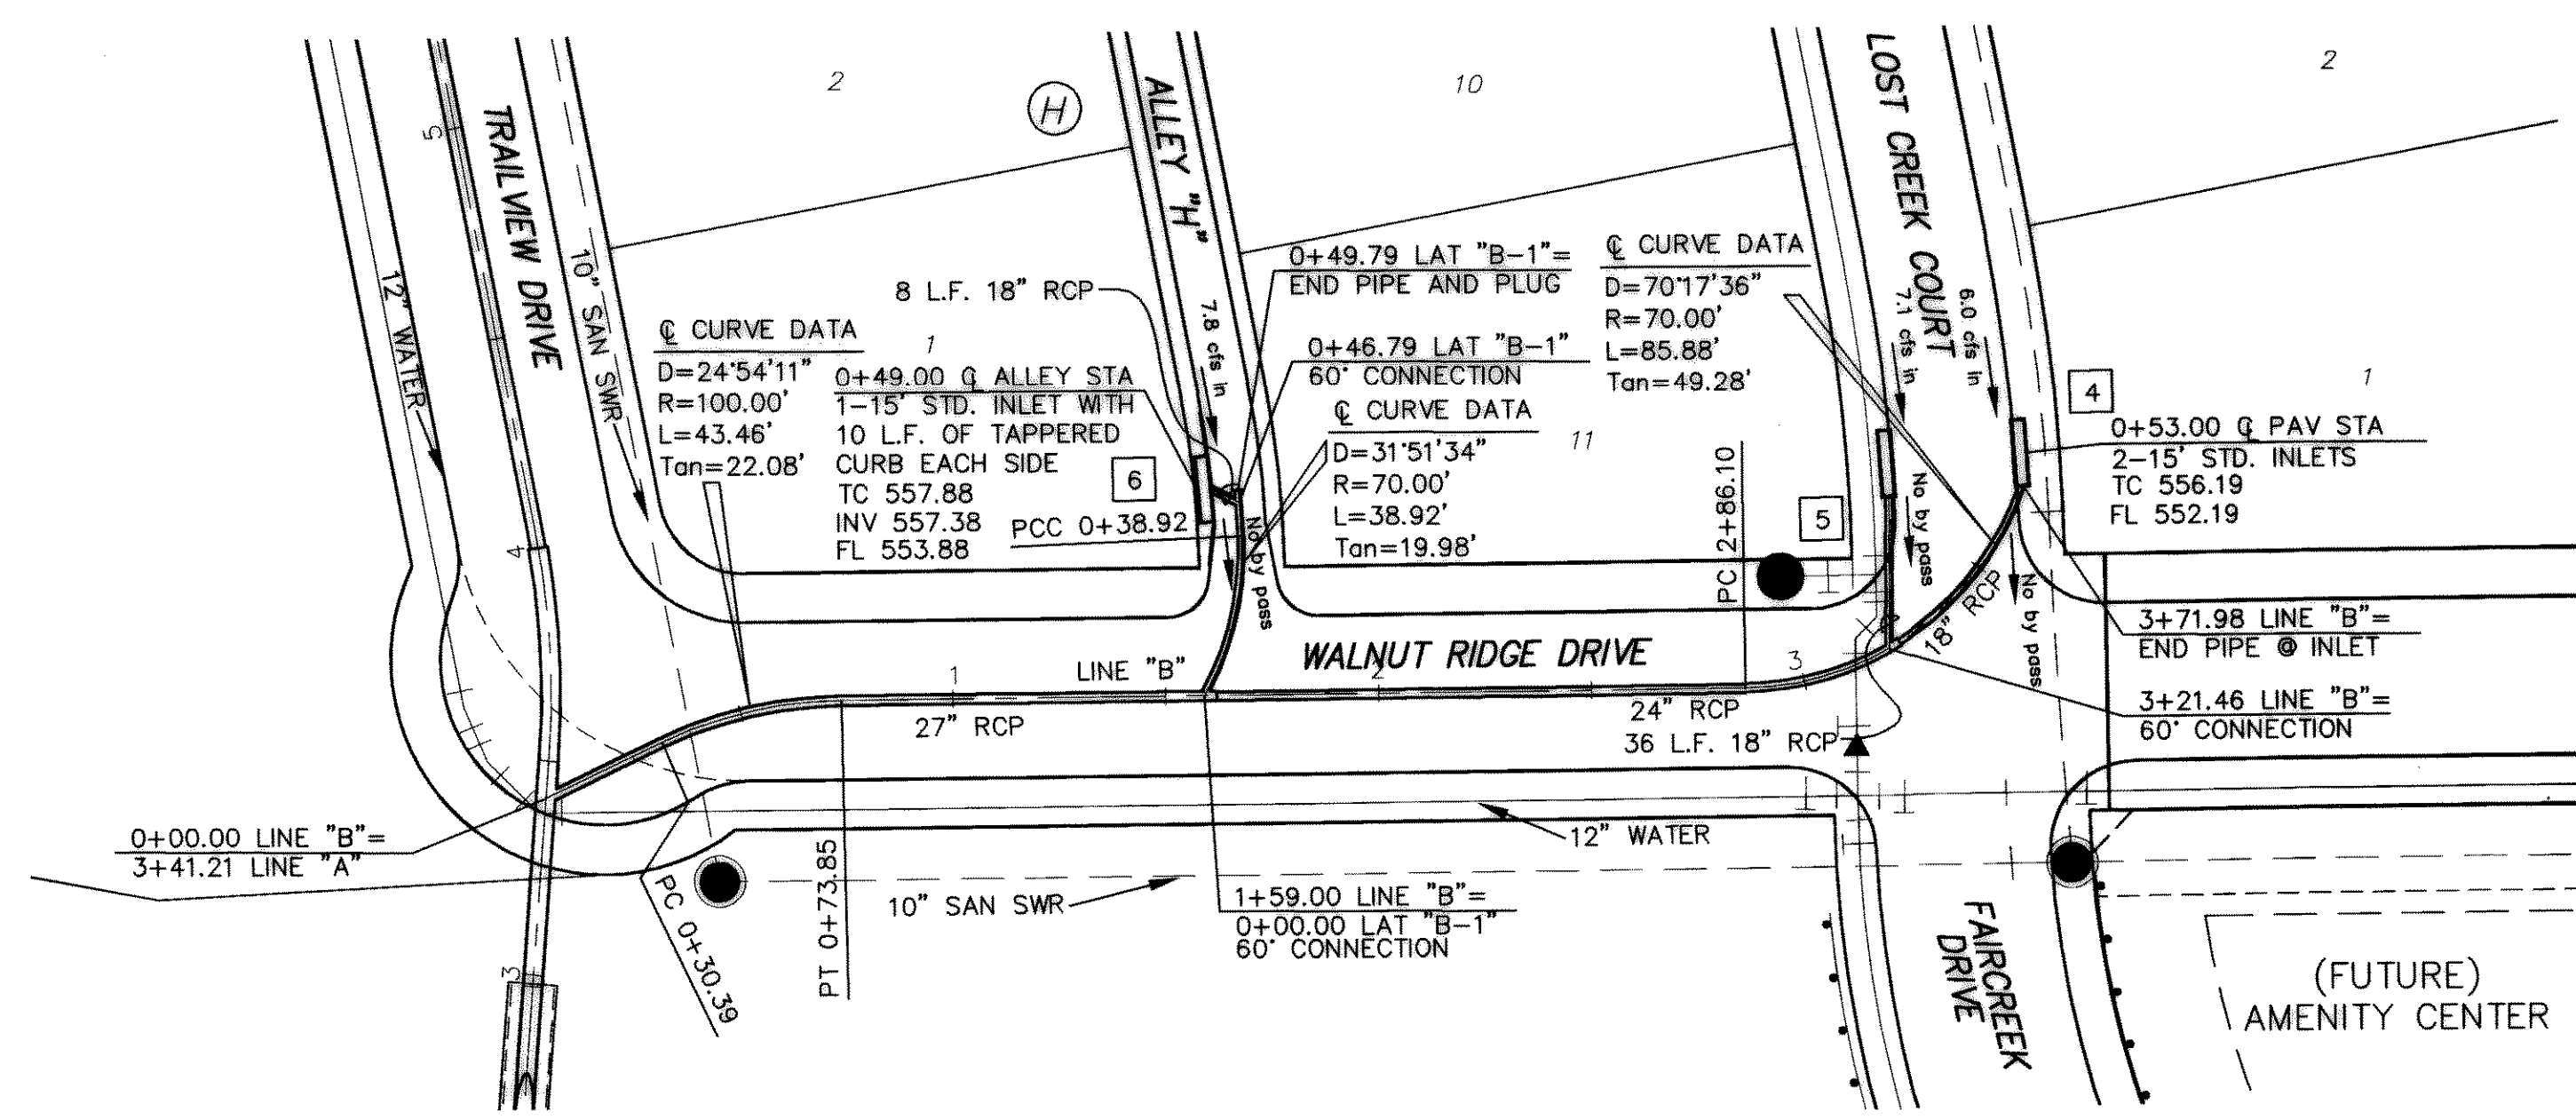 2
H
ALLEY "H"
10
LOST CREEK COURT
2
5
TRAILVIEW DRIVE
12" WATER
10" SAN SWR
8 L.F. 18" RCP
7.8 cfs in
0+49.79 LAT "B-1"=
END PIPE AND PLUG
0+46.79 LAT "B-1"
60° CONNECTION
℄ CURVE DATA
D=70°17'36"
R=70.00'
L=85.88'
Tan=49.28'
7.1 cfs in
6.0 cfs in
℄ CURVE DATA
D=24°54'11"
R=100.00'
L=43.46'
Tan=22.08'
1
0+49.00 ℄ ALLEY STA
1-15' STD. INLET WITH
10 L.F. OF TAPPERED
CURB EACH SIDE
TC 557.88
INV 557.38
FL 553.88
6
PCC 0+38.92
℄ CURVE DATA
D=31°51'34"
R=70.00'
L=38.92'
Tan=19.98'
11
No by pass
PC 2+86.10
5
No by pass
4
1
0+53.00 ℄ PAV STA
2-15' STD. INLETS
TC 556.19
FL 552.19
4
18" RCP
No by pass
3+71.98 LINE "B"=
END PIPE @ INLET
3+21.46 LINE "B"=
60° CONNECTION
LINE "B"
WALNUT RIDGE DRIVE
1
2
3
27" RCP
24" RCP
36 L.F. 18" RCP
0+00.00 LINE "B"=
3+41.21 LINE "A"
12" WATER
PC 0+30.39
PT 0+73.85
10" SAN SWR
1+59.00 LINE "B"=
0+00.00 LAT "B-1"
60° CONNECTION
3
FAIRCREEK
DRIVE
(FUTURE)
AMENITY CENTER